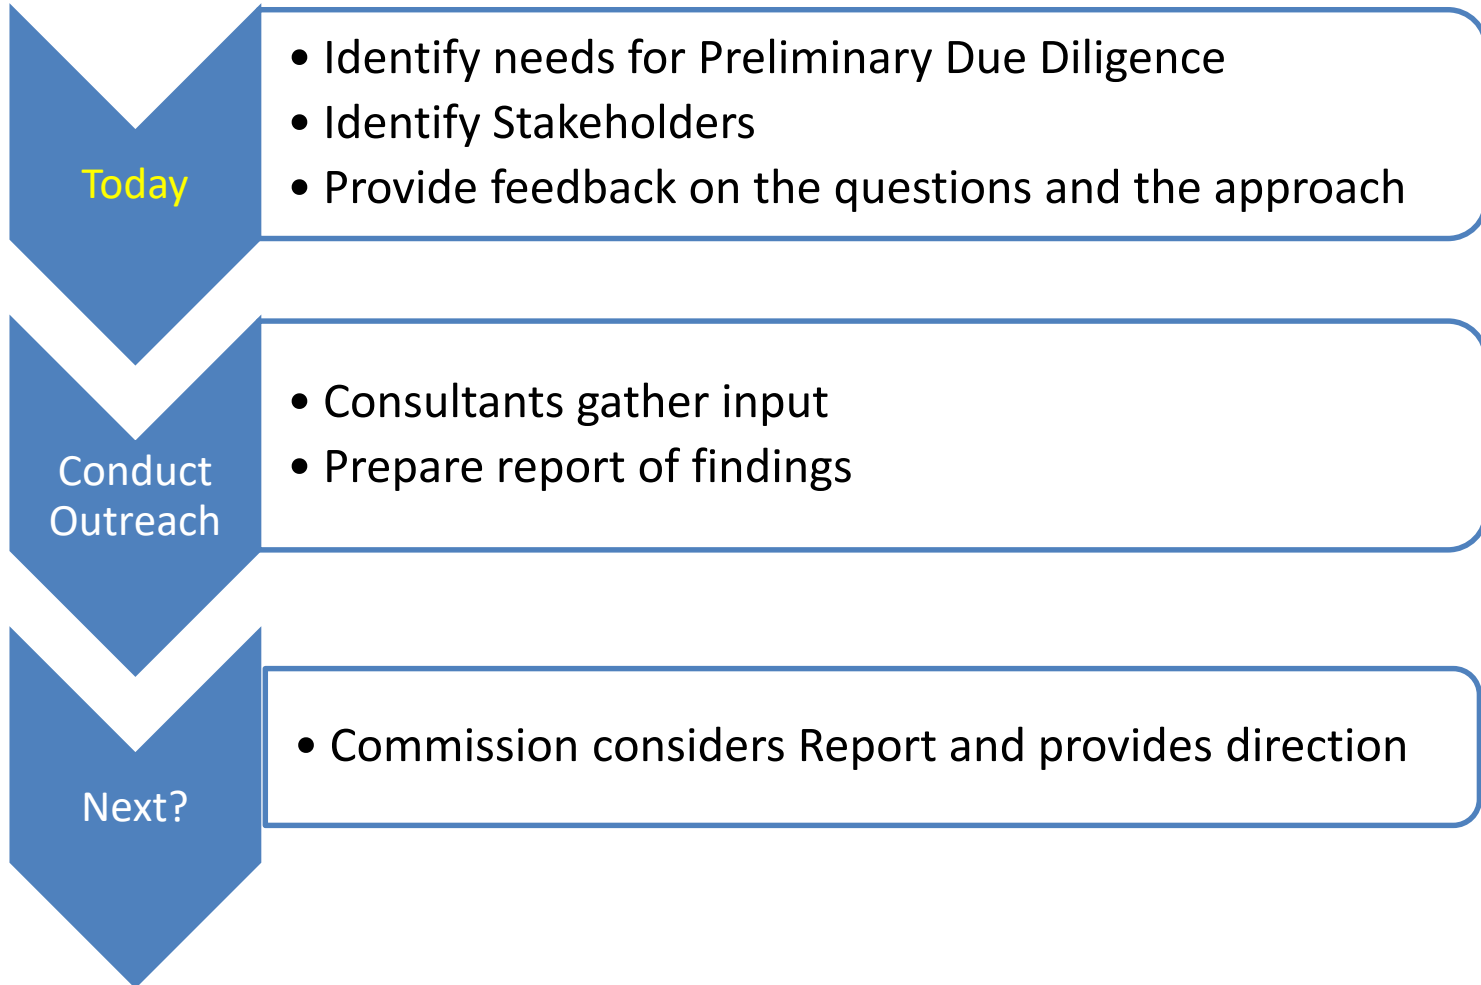 Today
• Identify needs for Preliminary Due Diligence
• Identify Stakeholders
• Provide feedback on the questions and the approach
Conduct
Outreach
• Consultants gather input
• Prepare report of findings
Next?
• Commission considers Report and provides direction